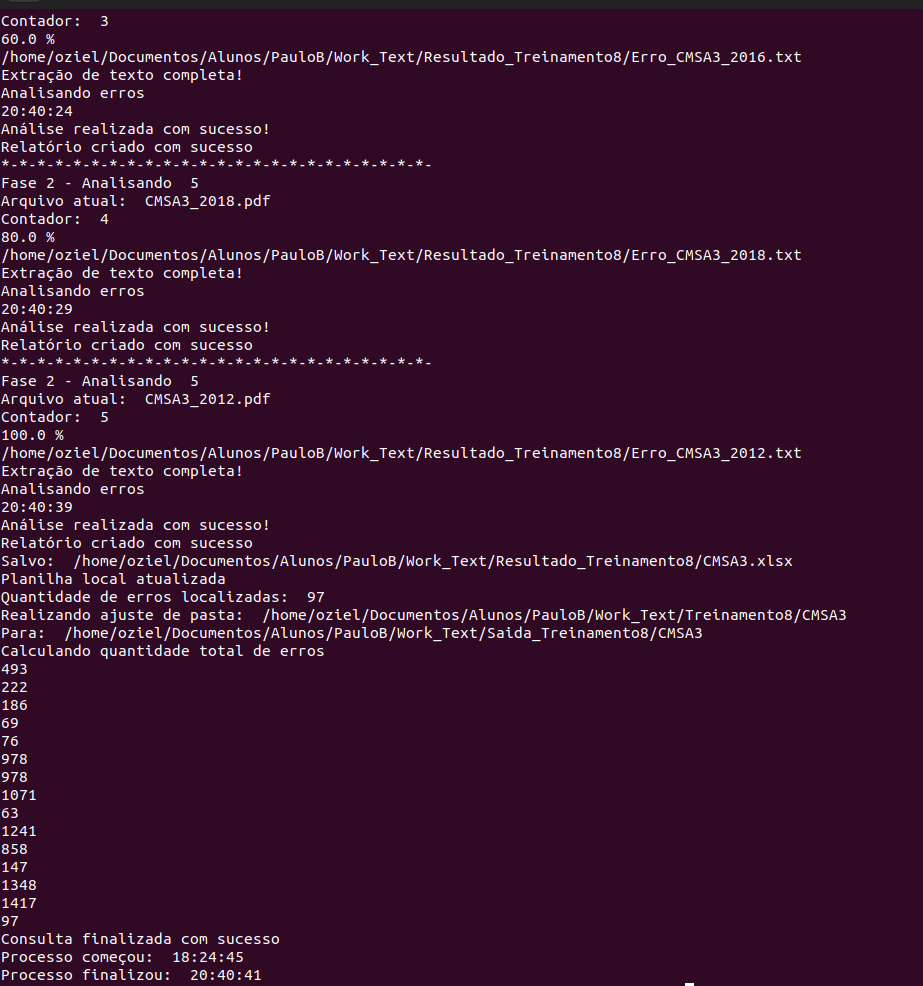 Contador:  3
60.0 %
/home/oziel/Documentos/Alunos/PauloB/Work_Text/Resultado_Treinamento8/Erro_CMSA3_2016.txt
Extração de texto completa!
Analisando erros
20:40:24
Análise realizada com sucesso!
Relatório criado com sucesso
*-*-*-*-*-*-*-*-*-*-*-*-*-*-*-*-*-*-*-*-*-*-*-*-
Fase 2 - Analisando  5
Arquivo atual:  CMSA3_2018.pdf
Contador:  4
80.0 %
/home/oziel/Documentos/Alunos/PauloB/Work_Text/Resultado_Treinamento8/Erro_CMSA3_2018.txt
Extração de texto completa!
Analisando erros
20:40:29
Análise realizada com sucesso!
Relatório criado com sucesso
*-*-*-*-*-*-*-*-*-*-*-*-*-*-*-*-*-*-*-*-*-*-*-*-
Fase 2 - Analisando  5
Arquivo atual:  CMSA3_2012.pdf
Contador:  5
100.0 %
/home/oziel/Documentos/Alunos/PauloB/Work_Text/Resultado_Treinamento8/Erro_CMSA3_2012.txt
Extração de texto completa!
Analisando erros
20:40:39
Análise realizada com sucesso!
Relatório criado com sucesso
Salvo:  /home/oziel/Documentos/Alunos/PauloB/Work_Text/Resultado_Treinamento8/CMSA3.xlsx
Planilha local atualizada
Quantidade de erros localizadas:  97
Realizando ajuste de pasta:  /home/oziel/Documentos/Alunos/PauloB/Work_Text/Treinamento8/CMSA3
Para:  /home/oziel/Documentos/Alunos/PauloB/Work_Text/Saida_Treinamento8/CMSA3
Calculando quantidade total de erros
493
222
186
69
76
978
978
1071
63
1241
858
147
1348
1417
97
Consulta finalizada com sucesso
Processo começou:  18:24:45
Processo finalizou:  20:40:41